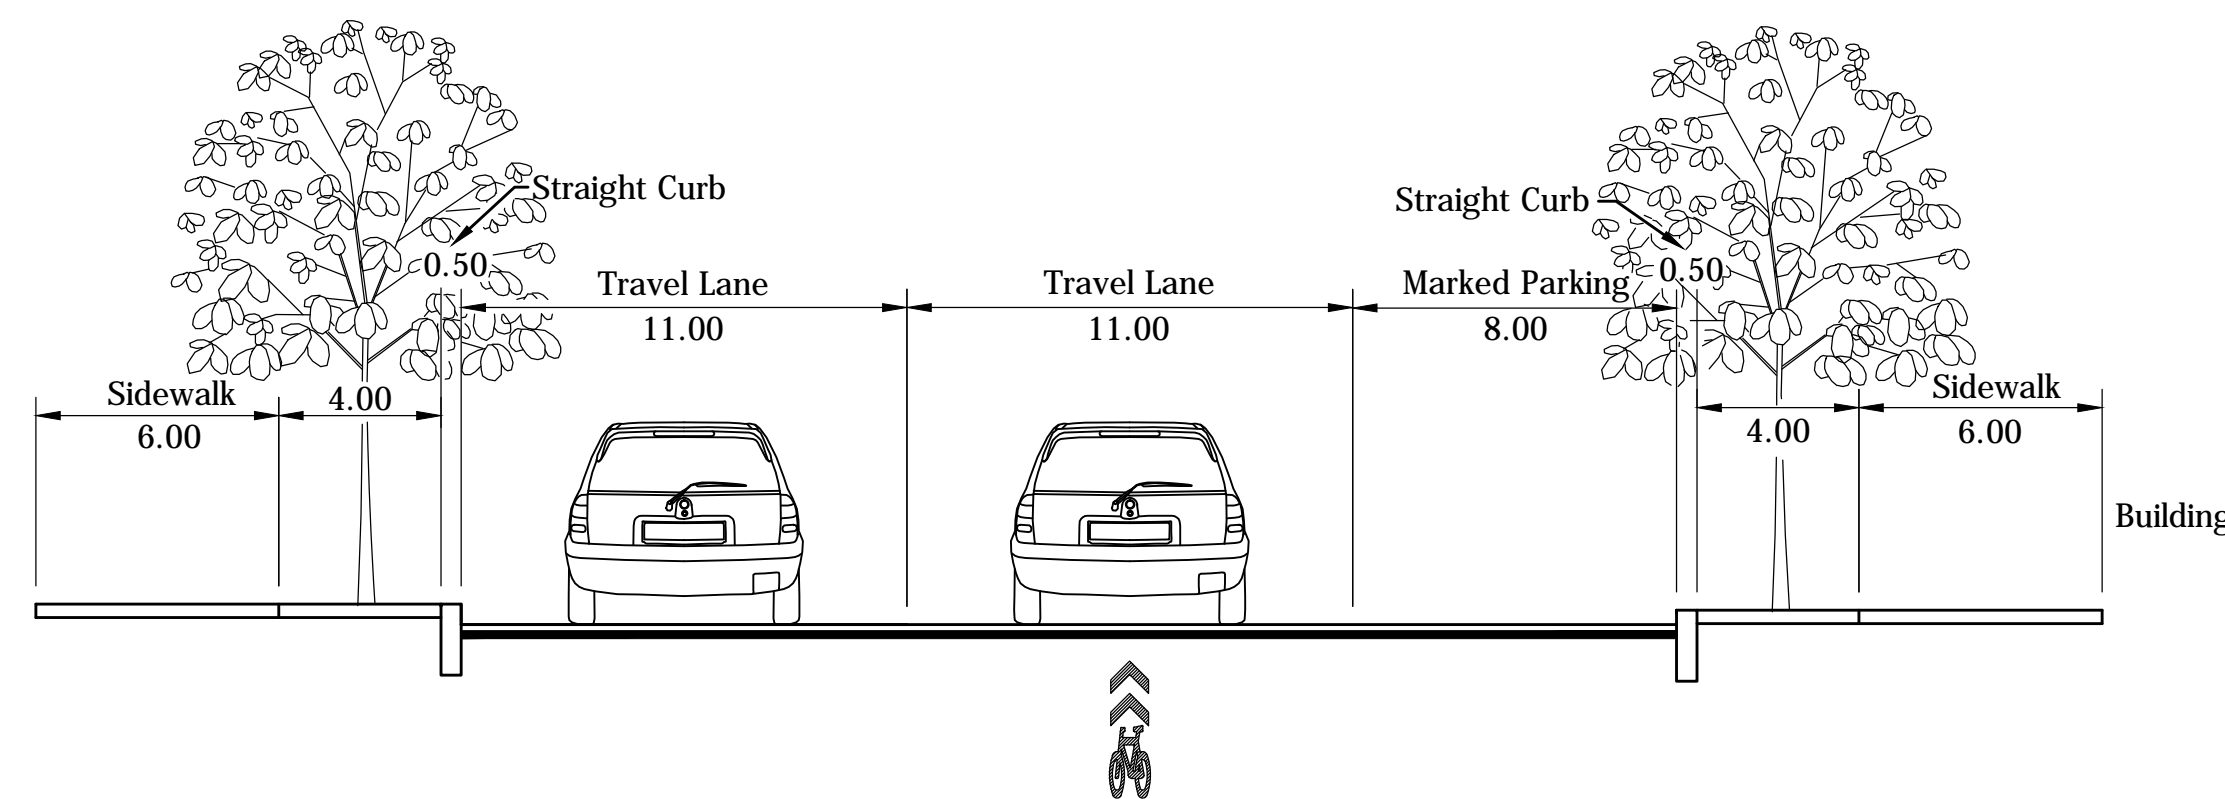 Straight Curb
Straight Curb
0.50
0.50
Travel Lane
Travel Lane
Marked Parking
11.00
11.00
8.00
Sidewalk
4.00
Sidewalk
6.00
4.00
6.00
Building